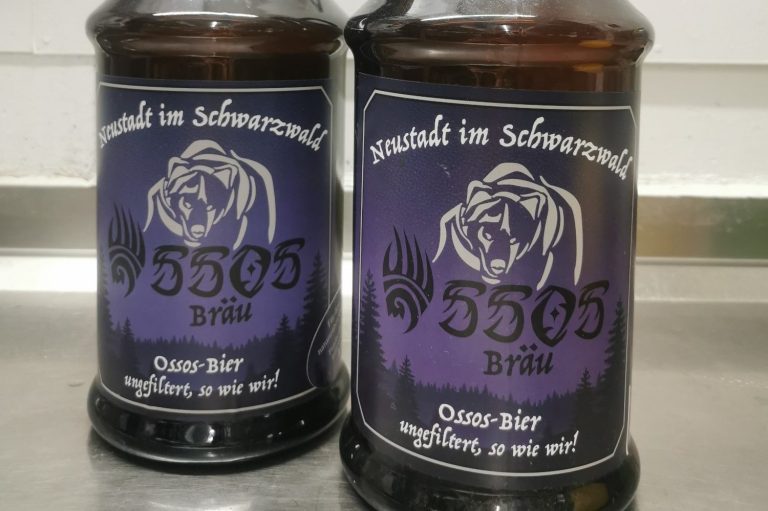 Neustadt im Schwarzwald
Ossos
Bräu
Ossos-Bier
ungefiltert, so wie wir!
Neustadt im Schwarzwald
Ossos
Bräu
Ossos-Bier
ungefiltert, so wie wir!